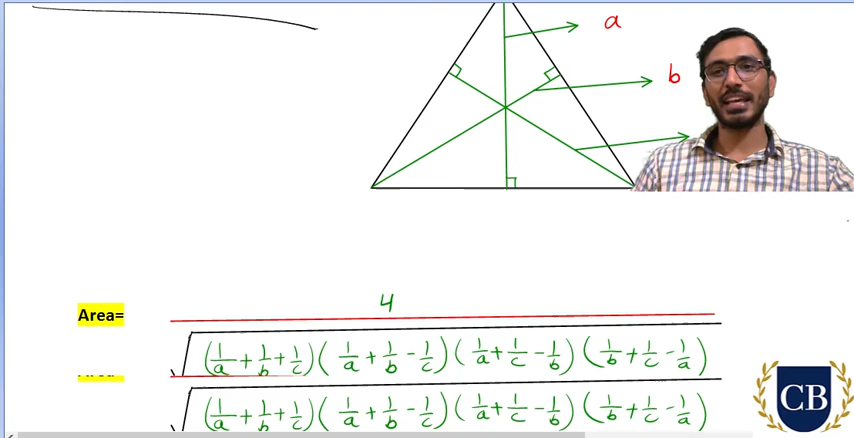 a
b
4
Area=
√(1/a + 1/b + 1/c)(1/a + 1/b - 1/c)(1/a + 1/c - 1/b)(1/b + 1/c - 1/a)
√(1/a + 1/b + 1/c)(1/a + 1/b - 1/c)(1/a + 1/c - 1/b)(1/b + 1/c - 1/a)
CB